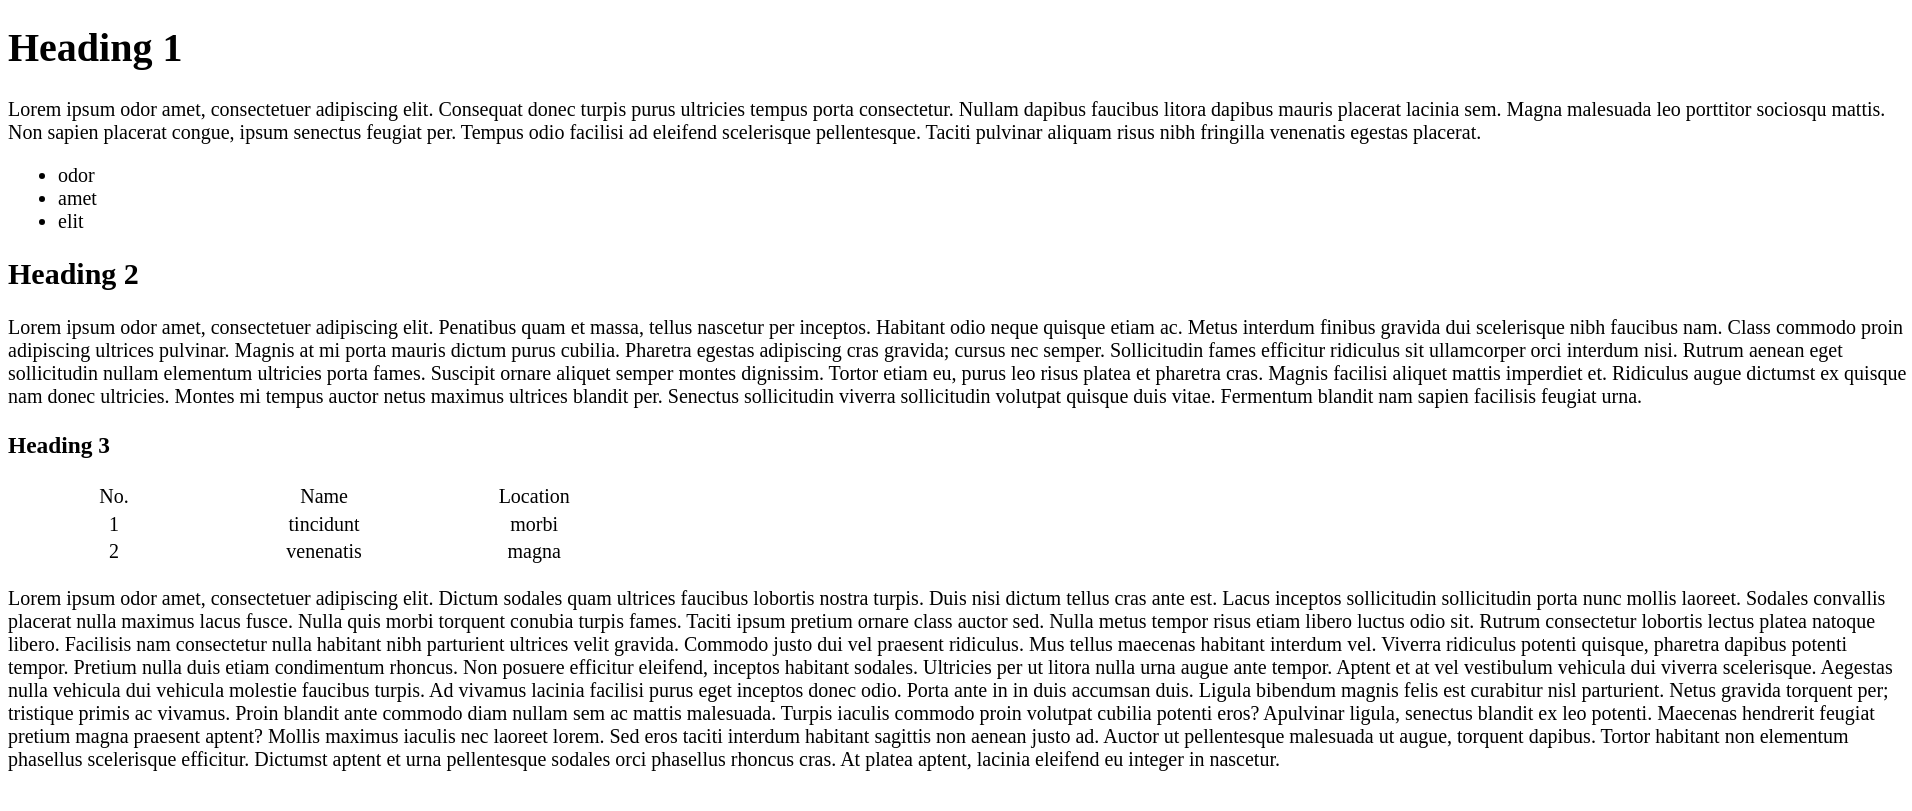 Heading 1
Lorem ipsum odor amet, consectetuer adipiscing elit. Consequat donec turpis purus ultricies tempus porta consectetur. Nullam dapibus faucibus litora dapibus mauris placerat lacinia sem. Magna malesuada leo porttitor sociosqu mattis.
Non sapien placerat congue, ipsum senectus feugiat per. Tempus odio facilisi ad eleifend scelerisque pellentesque. Taciti pulvinar aliquam risus nibh fringilla venenatis egestas placerat.
• odor
• amet
• elit
Heading 2
Lorem ipsum odor amet, consectetuer adipiscing elit. Penatibus quam et massa, tellus nascetur per inceptos. Habitant odio neque quisque etiam ac. Metus interdum finibus gravida dui scelerisque nibh faucibus nam. Class commodo proin
adipiscing ultrices pulvinar. Magnis at mi porta mauris dictum purus cubilia. Pharetra egestas adipiscing cras gravida; cursus nec semper. Sollicitudin fames efficitur ridiculus sit ullamcorper orci interdum nisi. Rutrum aenean eget
sollicitudin nullam elementum ultricies porta fames. Suscipit ornare aliquet semper montes dignissim. Tortor etiam eu, purus leo risus platea et pharetra cras. Magnis facilisi aliquet mattis imperdiet et. Ridiculus augue dictumst ex quisque
nam donec ultricies. Montes mi tempus auctor netus maximus ultrices blandit per. Senectus sollicitudin viverra sollicitudin volutpat quisque duis vitae. Fermentum blandit nam sapien facilisis feugiat urna.
Heading 3
No. Name Location
1 tincidunt morbi
2 venenatis magna
Lorem ipsum odor amet, consectetuer adipiscing elit. Dictum sodales quam ultrices faucibus lobortis nostra turpis. Duis nisi dictum tellus cras ante est. Lacus inceptos sollicitudin sollicitudin porta nunc mollis laoreet. Sodales convallis
placerat nulla maximus lacus fusce. Nulla quis morbi torquent conubia turpis fames. Taciti ipsum pretium ornare class auctor sed. Nulla metus tempor risus etiam libero luctus odio sit. Rutrum consectetur lobortis lectus platea natoque
libero. Facilisis nam consectetur nulla habitant nibh parturient ultrices velit gravida. Commodo justo dui vel praesent ridiculus. Mus tellus maecenas habitant interdum vel. Viverra ridiculus potenti quisque, pharetra dapibus potenti
tempor. Pretium nulla duis etiam condimentum rhoncus. Non posuere efficitur eleifend, inceptos habitant sodales. Ultricies per ut litora nulla urna augue ante tempor. Aptent et at vel vestibulum vehicula dui viverra scelerisque. Aegestas
nulla vehicula dui vehicula molestie faucibus turpis. Ad vivamus lacinia facilisi purus eget inceptos donec odio. Porta ante in in duis accumsan duis. Ligula bibendum magnis felis est curabitur nisl parturient. Netus gravida torquent per;
tristique primis ac vivamus. Proin blandit ante commodo diam nullam sem ac mattis malesuada. Turpis iaculis commodo proin volutpat cubilia potenti eros? Apulvinar ligula, senectus blandit ex leo potenti. Maecenas hendrerit feugiat
pretium magna praesent aptent? Mollis maximus iaculis nec laoreet lorem. Sed eros taciti interdum habitant sagittis non aenean justo ad. Auctor ut pellentesque malesuada ut augue, torquent dapibus. Tortor habitant non elementum
phasellus scelerisque efficitur. Dictumst aptent et urna pellentesque sodales orci phasellus rhoncus cras. At platea aptent, lacinia eleifend eu integer in nascetur.